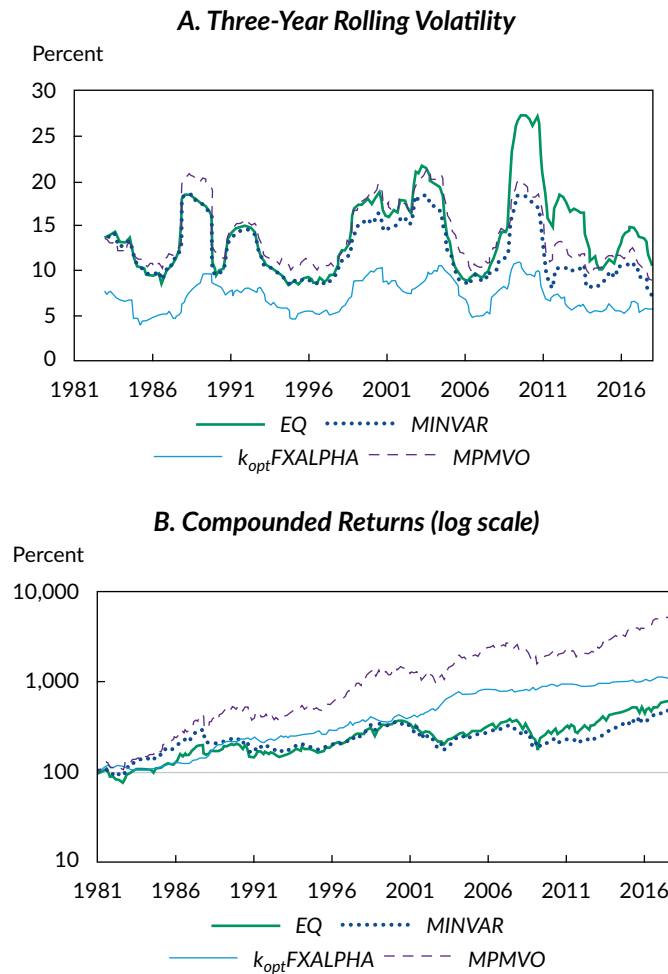 A. Three-Year Rolling Volatility
Percent
30
25
20
15
10
5
0
1981 1986 1991 1996 2001 2006 2011 2016
EQ MINVAR
k_optFXALPHA MPMVO
B. Compounded Returns (log scale)
Percent
10,000
1,000
100
10
1981 1986 1991 1996 2001 2006 2011 2016
EQ MINVAR
k_optFXALPHA MPMVO